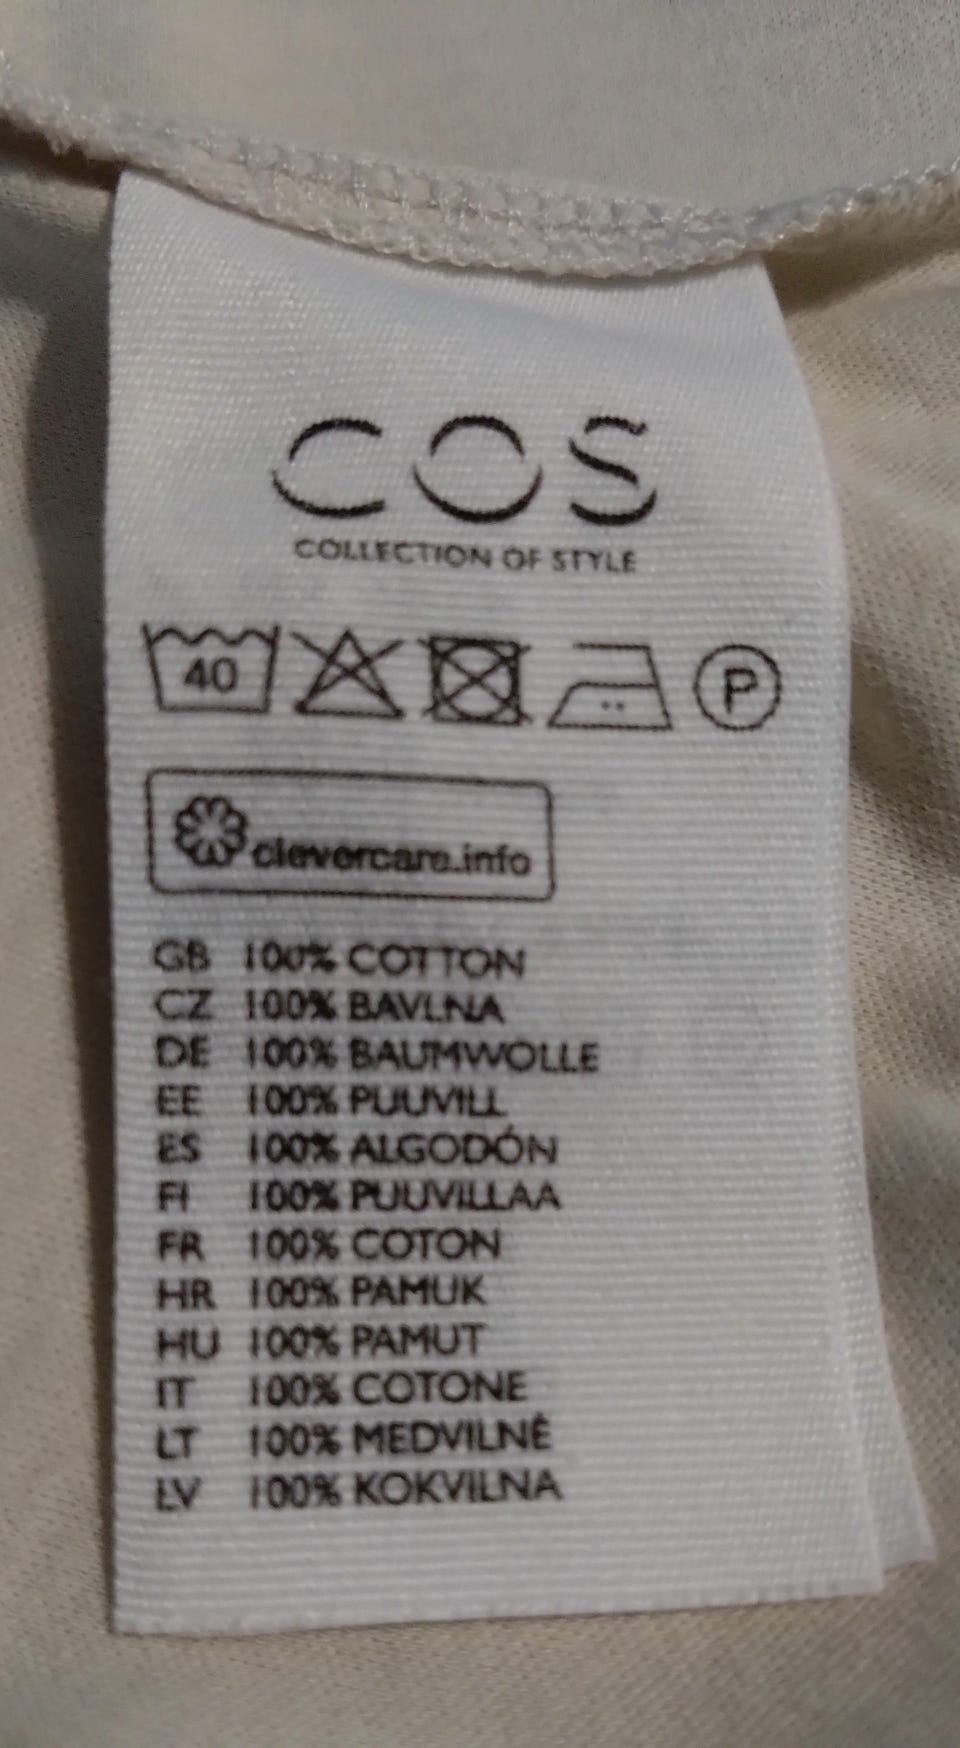 COS
COLLECTION OF STYLE
40 P
clevercare.info
GB 100% COTTON
CZ 100% BAVLNA
DE 100% BAUMWOLLE
EE 100% PUUVILL
ES 100% ALGODÓN
FI 100% PUUVILLAA
FR 100% COTON
HR 100% PAMUK
HU 100% PAMUT
IT 100% COTONE
LT 100% MEDVILNĖ
LV 100% KOKVILNA